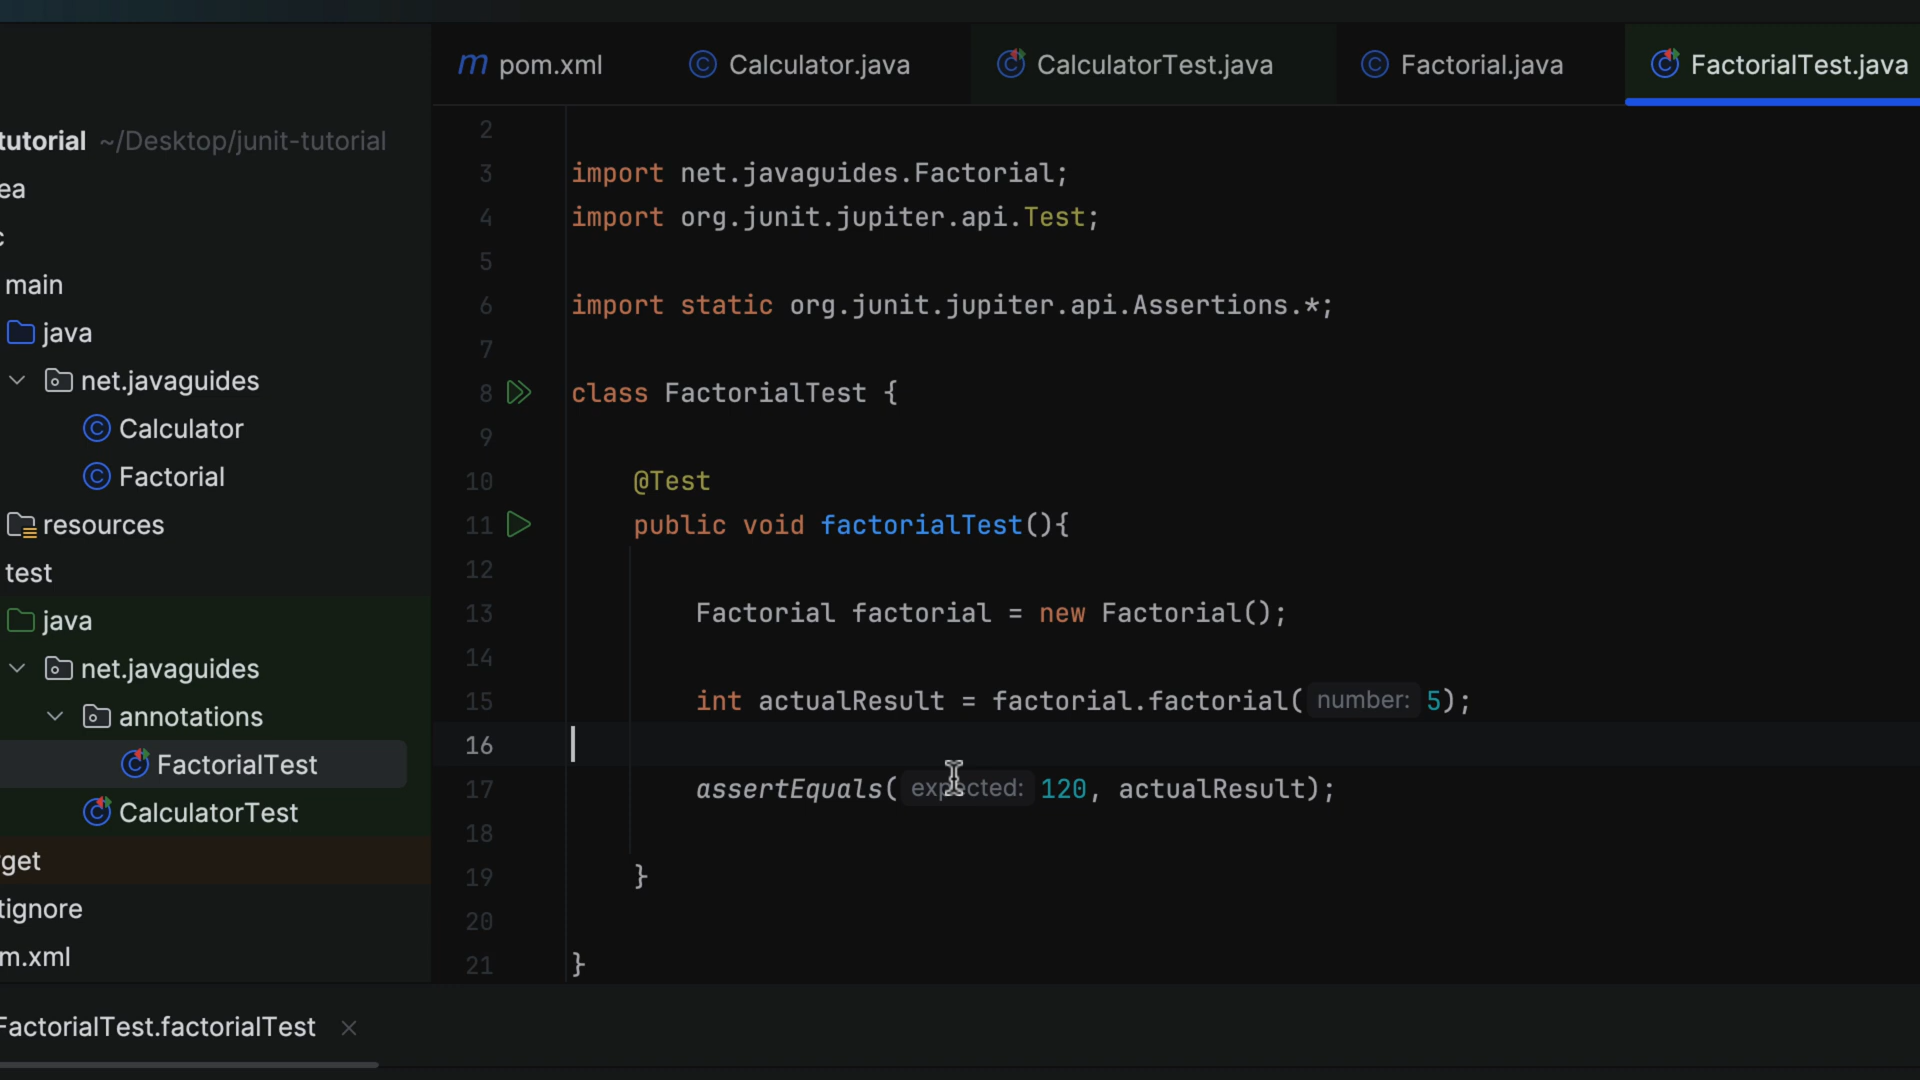 pom.xml Calculator.java CalculatorTest.java Factorial.java FactorialTest.java
tutorial ~/Desktop/junit-tutorial
ea
c
main
java
net.javaguides
Calculator
Factorial
resources
test
java
net.javaguides
annotations
FactorialTest
CalculatorTest
get
tignore
m.xml
2
3 import net.javaguides.Factorial;
4 import org.junit.jupiter.api.Test;
5
6 import static org.junit.jupiter.api.Assertions.*;
7
8 class FactorialTest {
9
10 @Test
11 public void factorialTest(){
12
13 Factorial factorial = new Factorial();
14
15 int actualResult = factorial.factorial( number: 5);
16
17 assertEquals( expected: 120, actualResult);
18
19 }
20
21 }
FactorialTest.factorialTest